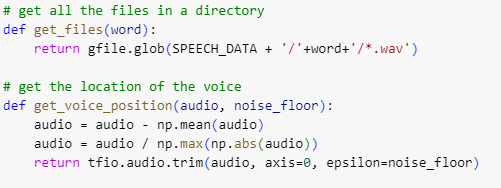 # get all the files in a directory
def get_files(word):
    return gfile.glob(SPEECH_DATA + '/'+word+'/*.wav')

# get the location of the voice
def get_voice_position(audio, noise_floor):
    audio = audio - np.mean(audio)
    audio = audio / np.max(np.abs(audio))
    return tfio.audio.trim(audio, axis=0, epsilon=noise_floor)